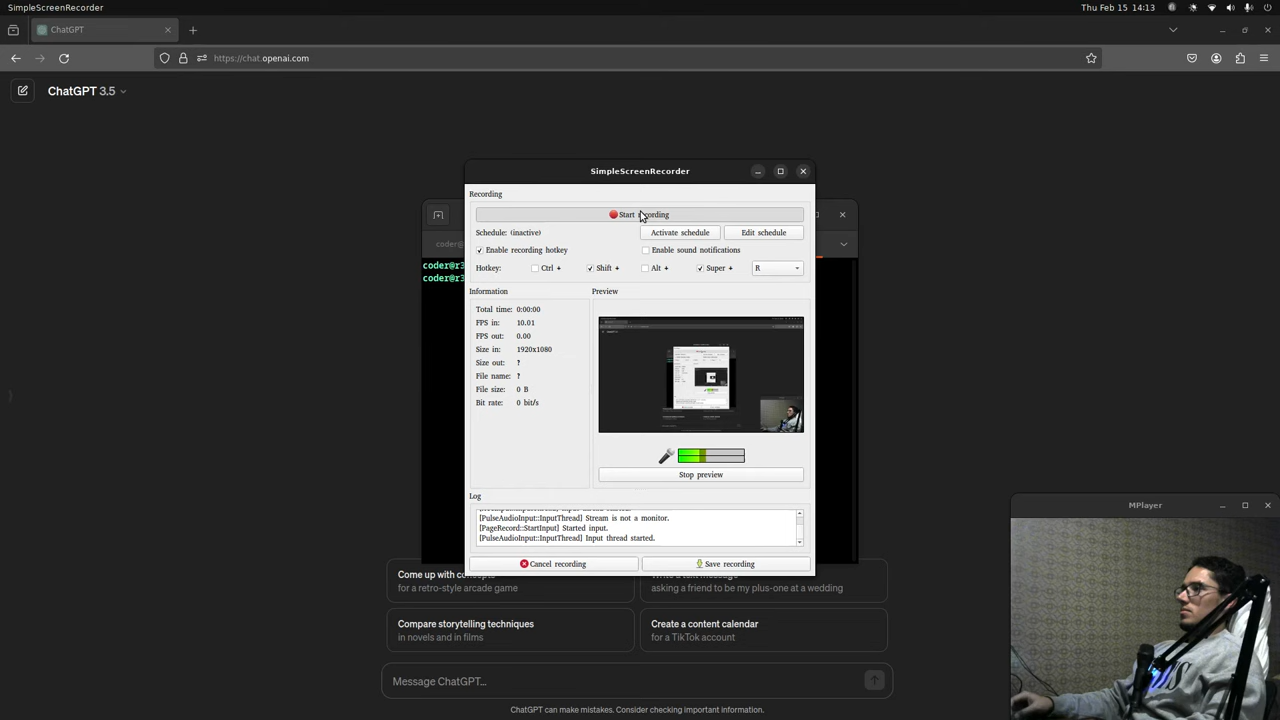 SimpleScreenRecorder
Thu Feb 15 14:13
ChatGPT
https://chat.openai.com
ChatGPT 3.5
SimpleScreenRecorder
Recording
Start recording
Schedule: (inactive)
Activate schedule
Edit schedule
Enable recording hotkey
Enable sound notifications
Hotkey:
Ctrl +
Shift +
Alt +
Super +
R
Information
Preview
Total time: 0:00:00
FPS in: 10.01
FPS out: 0.00
Size in: 1920x1080
Size out: ?
File name: ?
File size: 0 B
Bit rate: 0 bit/s
Stop preview
Log
[PulseAudioInput::InputThread] Stream is not a monitor.
[PageRecord::StartInput] Started input.
[PulseAudioInput::InputThread] Input thread started.
Cancel recording
Save recording
coder@
coder@r3
coder@r3
MPlayer
Come up with concepts
for a retro-style arcade game
asking a friend to be my plus-one at a wedding
Compare storytelling techniques
in novels and in films
Create a content calendar
for a TikTok account
Message ChatGPT…
ChatGPT can make mistakes. Consider checking important information.